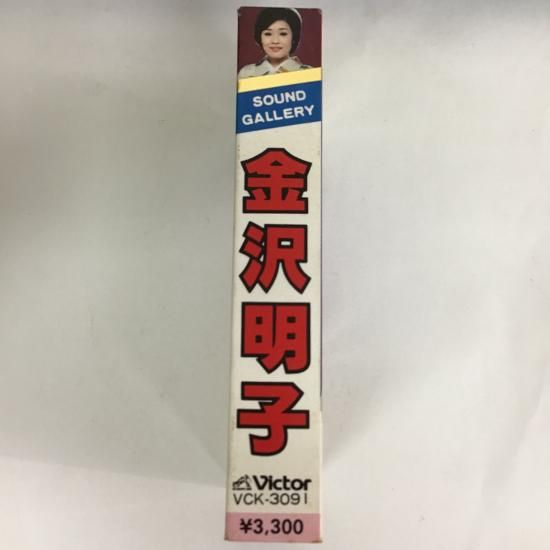 SOUND
GALLERY
金沢明子
Victor
VCK-3091
¥3,300